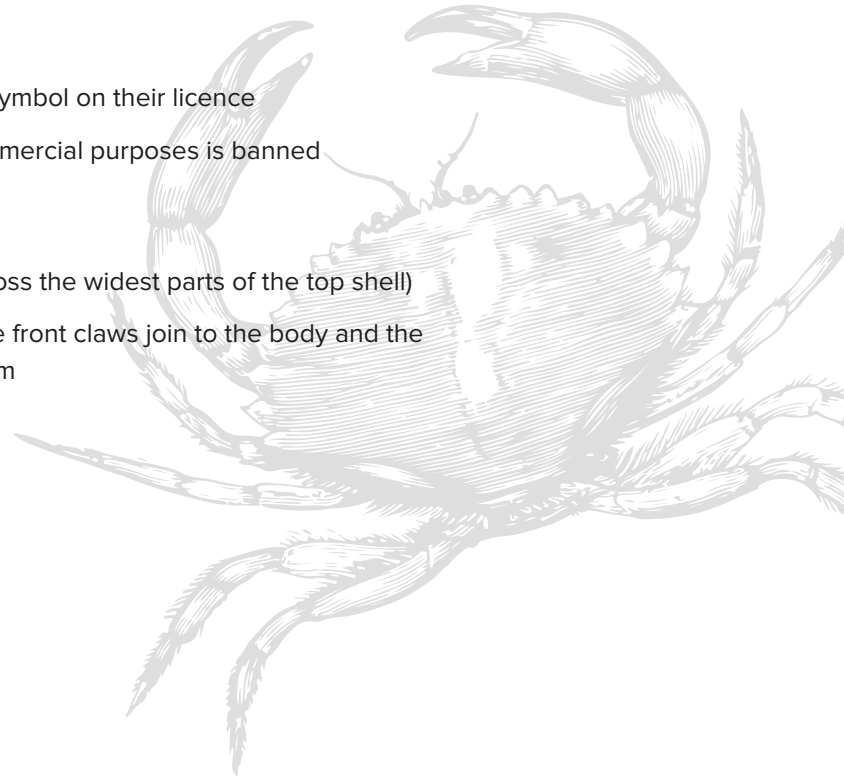 ymbol on their licence
mercial purposes is banned
oss the widest parts of the top shell)
e front claws join to the body and the
m